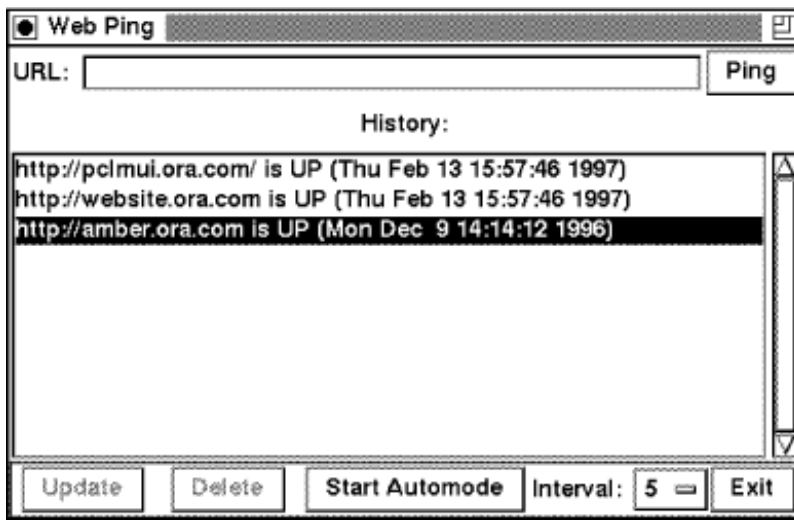 Web Ping
URL: Ping
History:
http://pclmui.ora.com/ is UP (Thu Feb 13 15:57:46 1997)
http://website.ora.com is UP (Thu Feb 13 15:57:46 1997)
http://amber.ora.com is UP (Mon Dec  9 14:14:12 1996)
Update Delete Start Automode Interval: 5 Exit